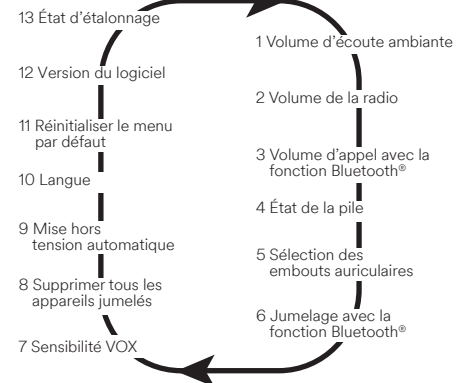 13 État d'étalonnage
1 Volume d'écoute ambiante
12 Version du logiciel
2 Volume de la radio
11 Réinitialiser le menu
par défaut
3 Volume d'appel avec la
fonction Bluetooth®
10 Langue
4 État de la pile
9 Mise hors
tension automatique
5 Sélection des
embouts auriculaires
8 Supprimer tous les
appareils jumelés
6 Jumelage avec la
fonction Bluetooth®
7 Sensibilité VOX